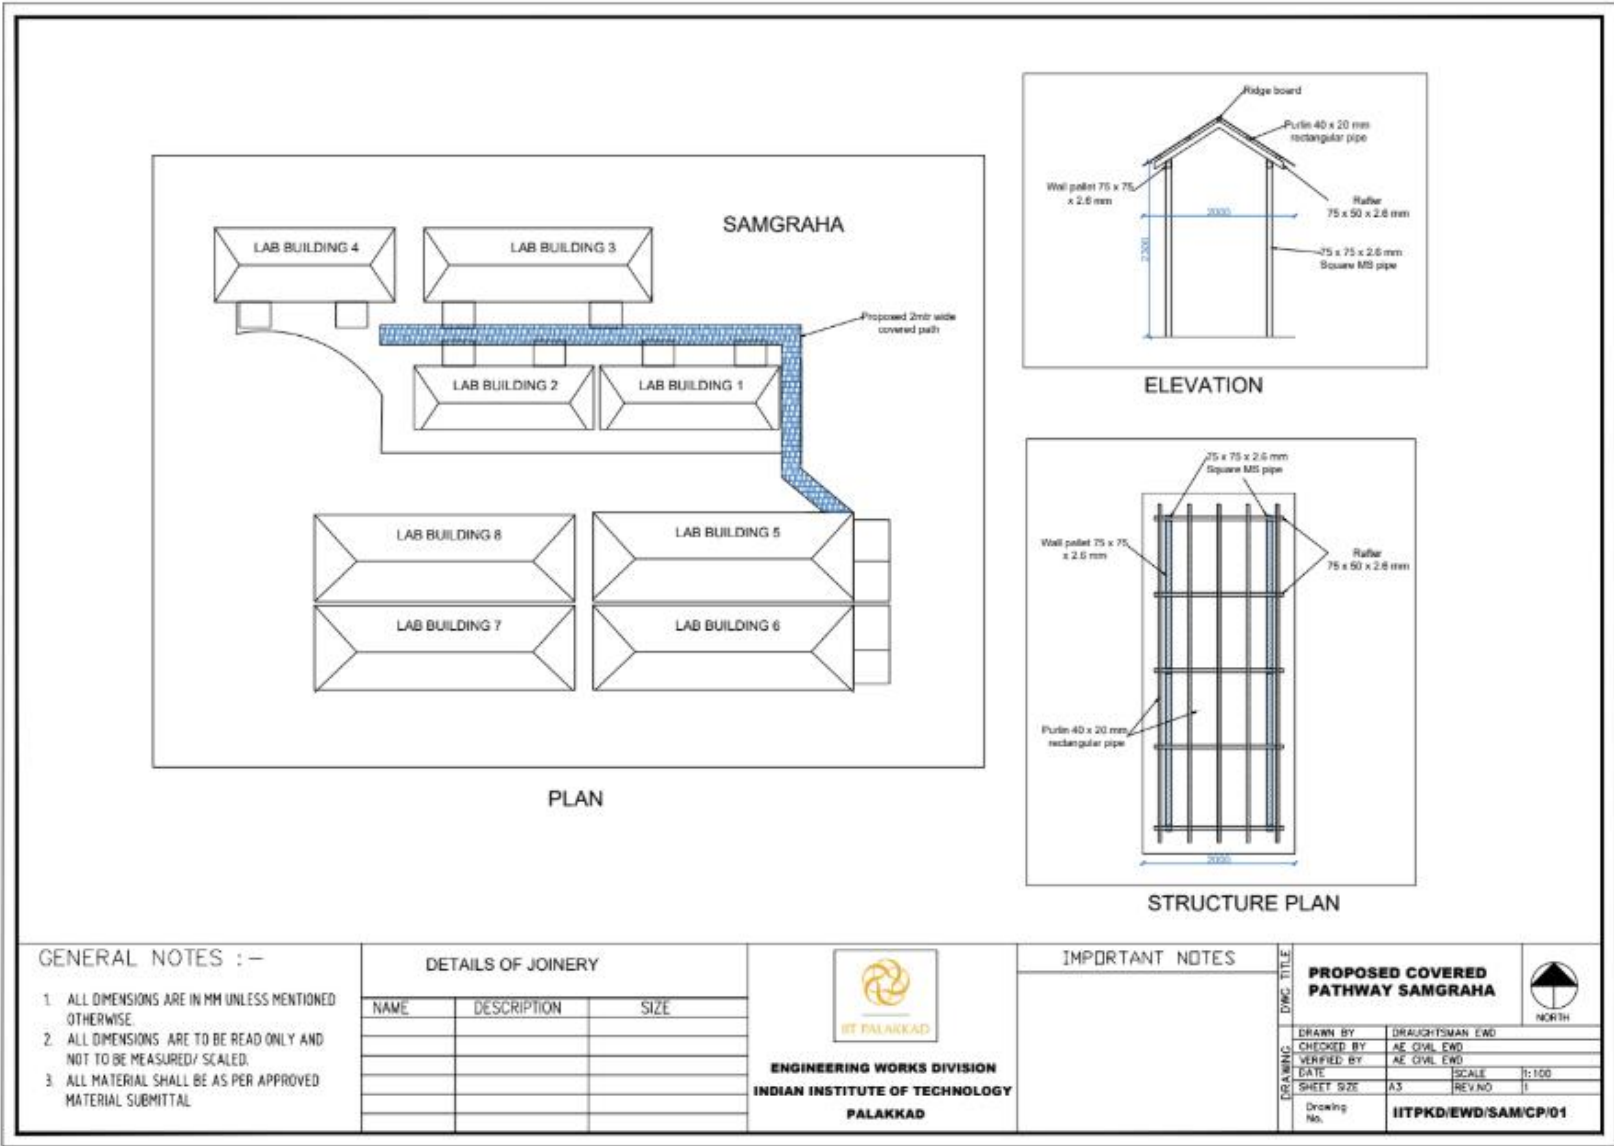 SAMGRAHA
LAB BUILDING 4
LAB BUILDING 3
Proposed 2mtr wide
covered path
LAB BUILDING 2
LAB BUILDING 1
LAB BUILDING 8
LAB BUILDING 5
LAB BUILDING 7
LAB BUILDING 6
PLAN
Ridge board
Purlin 40 x 20 mm
rectangular pipe
Wall pallet 75 x 75
x 2.6 mm
Rafter
75 x 50 x 2.6 mm
2000
2300
75 x 75 x 2.6 mm
Square MS pipe
ELEVATION
75 x 75 x 2.6 mm
Square MS pipe
Wall pallet 75 x 75
x 2.6 mm
Rafter
75 x 50 x 2.6 mm
Purlin 40 x 20 mm
rectangular pipe
2000
STRUCTURE PLAN
GENERAL NOTES :-
1. ALL DIMENSIONS ARE IN MM UNLESS MENTIONED
OTHERWISE.
2. ALL DIMENSIONS ARE TO BE READ ONLY AND
NOT TO BE MEASURED/ SCALED.
3. ALL MATERIAL SHALL BE AS PER APPROVED
MATERIAL SUBMITTAL
DETAILS OF JOINERY
NAME DESCRIPTION SIZE
IIT PALAKKAD
ENGINEERING WORKS DIVISION
INDIAN INSTITUTE OF TECHNOLOGY
PALAKKAD
IMPORTANT NOTES
DWG TITLE
PROPOSED COVERED
PATHWAY SAMGRAHA
NORTH
DRAWING
DRAWN BY DRAUGHTSMAN EWD
CHECKED BY AE CIVIL EWD
VERIFIED BY AE CIVIL EWD
DATE SCALE 1:100
SHEET SIZE A3 REV.NO 1
Drawing
No.
IITPKD/EWD/SAM/CP/01